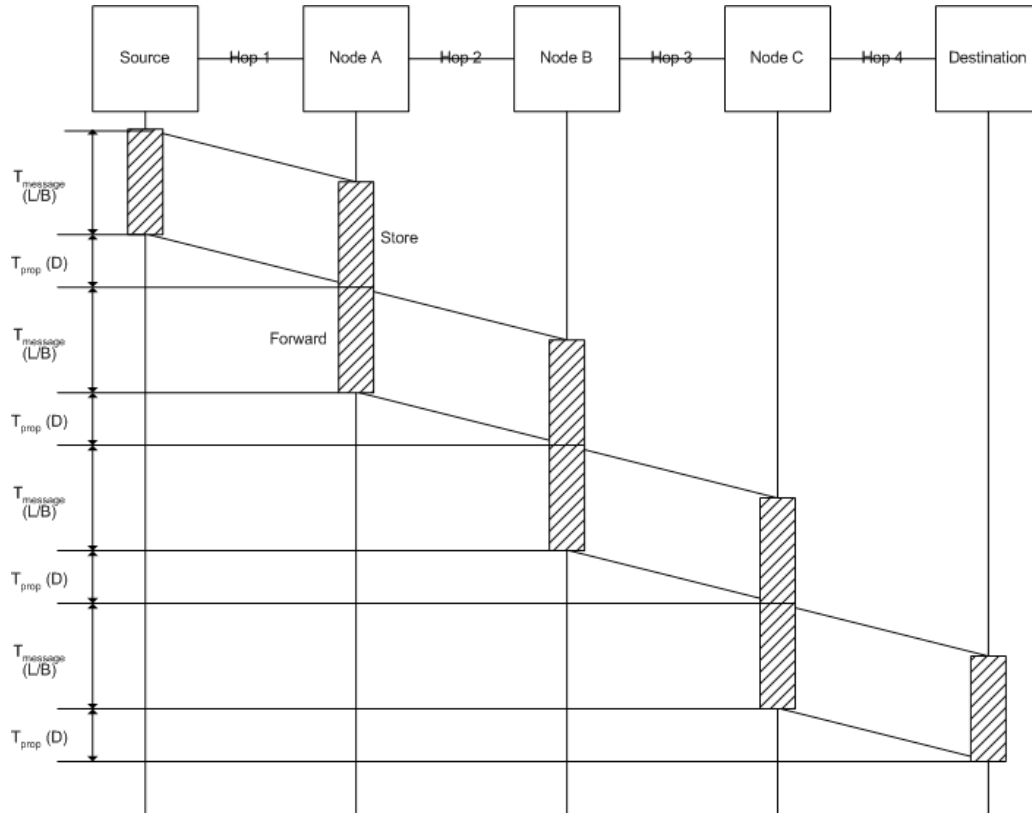 Source
Hop 1
Node A
Hop 2
Node B
Hop 3
Node C
Hop 4
Destination
Tmessage
(L/B)
Store
Tprop (D)
Tmessage
(L/B)
Forward
Tprop (D)
Tmessage
(L/B)
Tprop (D)
Tmessage
(L/B)
Tprop (D)